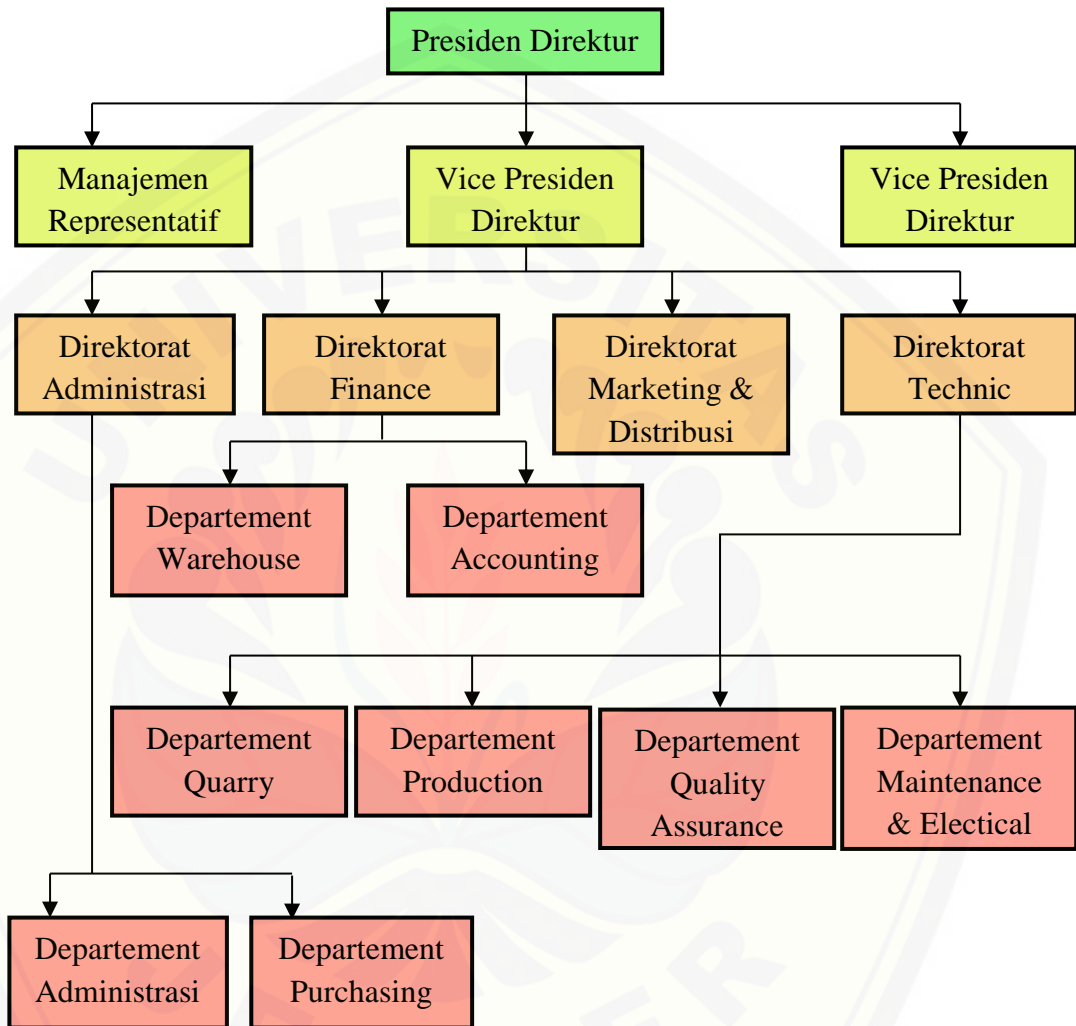 Presiden Direktur
Manajemen
Representatif
Vice Presiden
Direktur
Vice Presiden
Direktur
Direktorat
Administrasi
Direktorat
Finance
Direktorat
Marketing &
Distribusi
Direktorat
Technic
Departement
Warehouse
Departement
Accounting
Departement
Quarry
Departement
Production
Departement
Quality
Assurance
Departement
Maintenance
& Electical
Departement
Administrasi
Departement
Purchasing
UNIVERSITAS